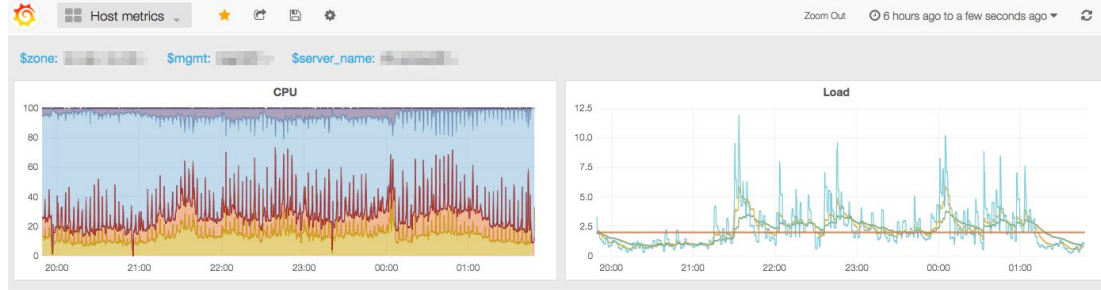 Host metrics Zoom Out 6 hours ago to a few seconds ago
$zone: $mgmt: $server_name:
CPU
100
80
60
40
20
0
20:00 21:00 22:00 23:00 00:00 01:00
Load
12.5
10.0
7.5
5.0
2.5
0
20:00 21:00 22:00 23:00 00:00 01:00